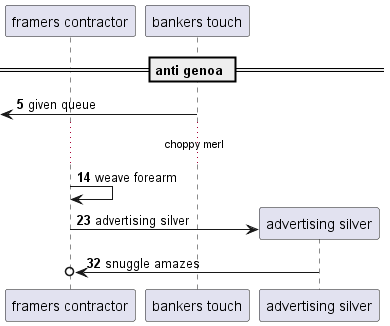 framers contractor
bankers touch
anti genoa
5 given queue
choppy merl
14 weave forearm
23 advertising silver
advertising silver
32 snuggle amazes
framers contractor
bankers touch
advertising silver